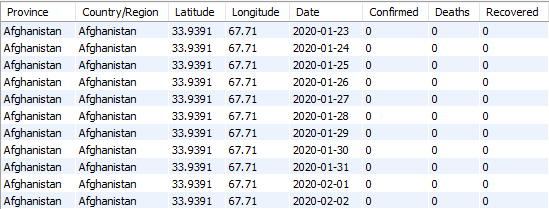 Province Country/Region Latitude Longitude Date Confirmed Deaths Recovered
Afghanistan Afghanistan 33.9391 67.71 2020-01-23 0 0 0
Afghanistan Afghanistan 33.9391 67.71 2020-01-24 0 0 0
Afghanistan Afghanistan 33.9391 67.71 2020-01-25 0 0 0
Afghanistan Afghanistan 33.9391 67.71 2020-01-26 0 0 0
Afghanistan Afghanistan 33.9391 67.71 2020-01-27 0 0 0
Afghanistan Afghanistan 33.9391 67.71 2020-01-28 0 0 0
Afghanistan Afghanistan 33.9391 67.71 2020-01-29 0 0 0
Afghanistan Afghanistan 33.9391 67.71 2020-01-30 0 0 0
Afghanistan Afghanistan 33.9391 67.71 2020-01-31 0 0 0
Afghanistan Afghanistan 33.9391 67.71 2020-02-01 0 0 0
Afghanistan Afghanistan 33.9391 67.71 2020-02-02 0 0 0